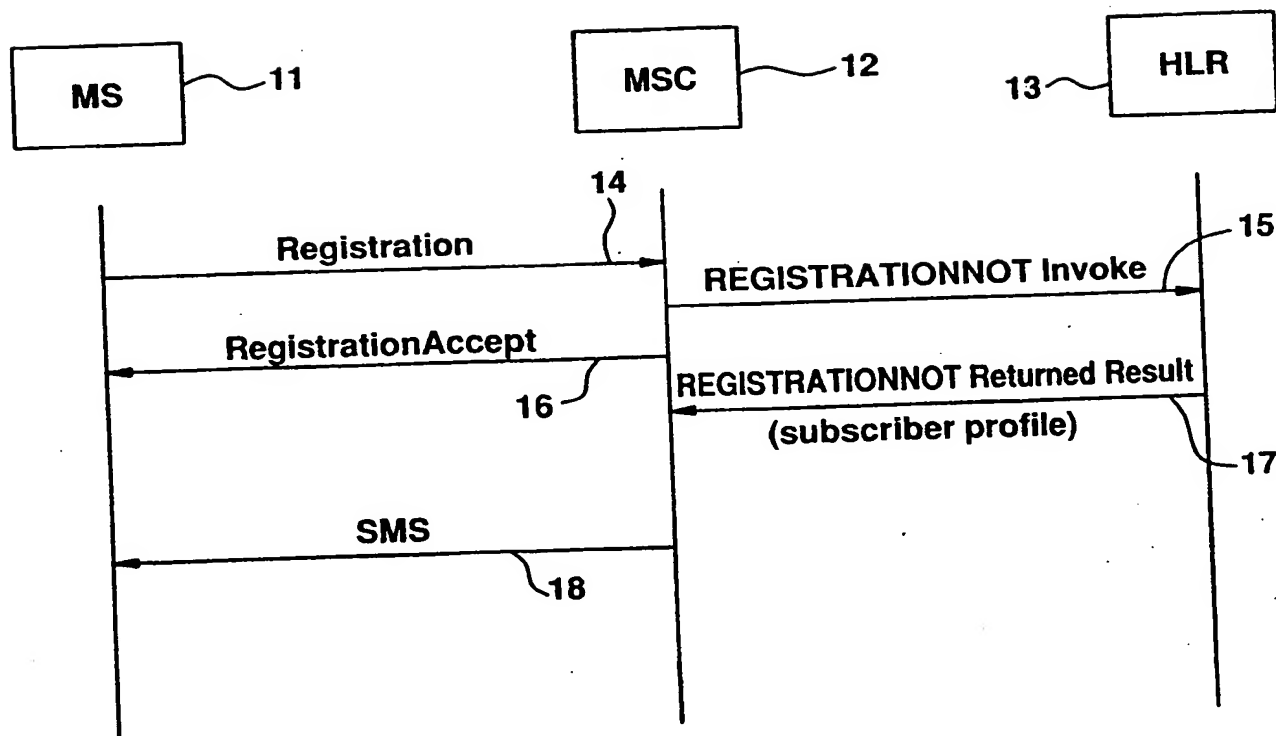 MS
11
MSC
12
13
HLR
14
Registration
15
REGISTRATIONNOT Invoke
RegistrationAccept
16
REGISTRATIONNOT Returned Result
(subscriber profile)
17
SMS
18